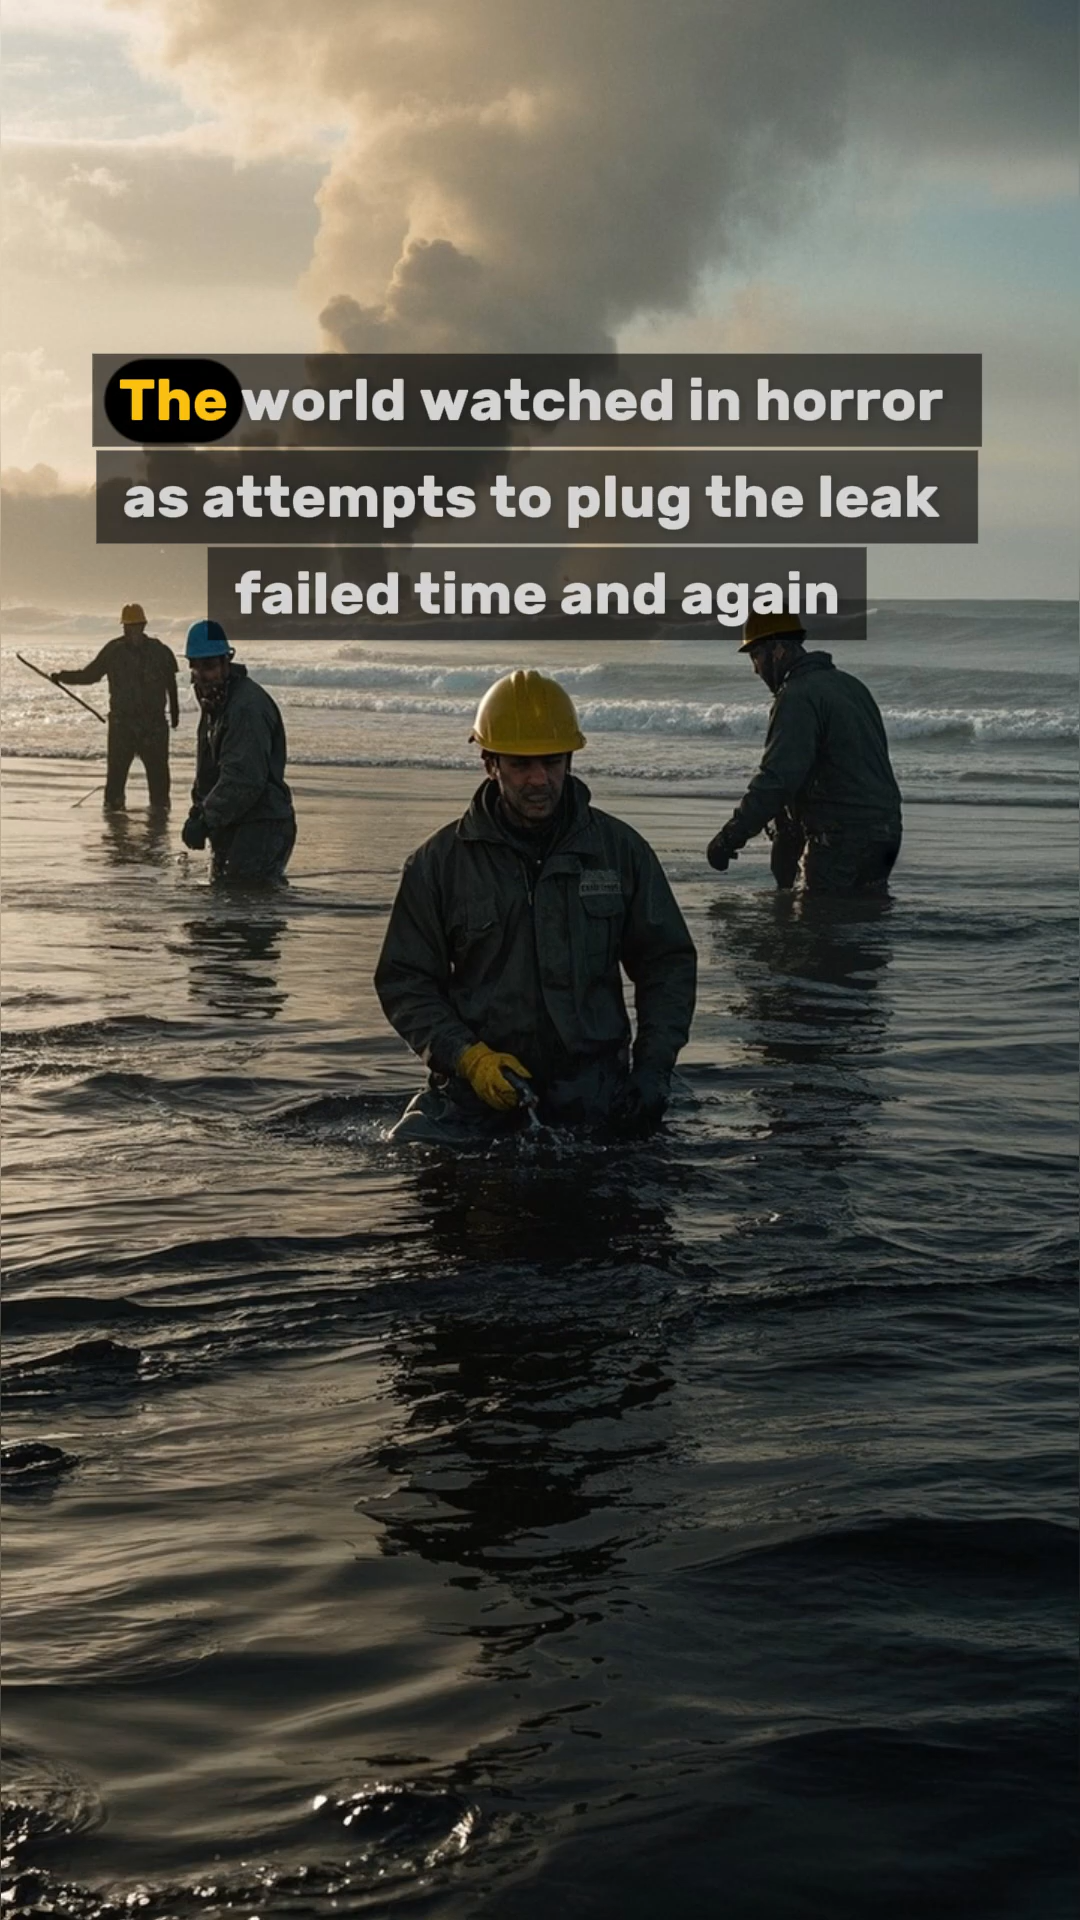 The world watched in horror
as attempts to plug the leak
failed time and again